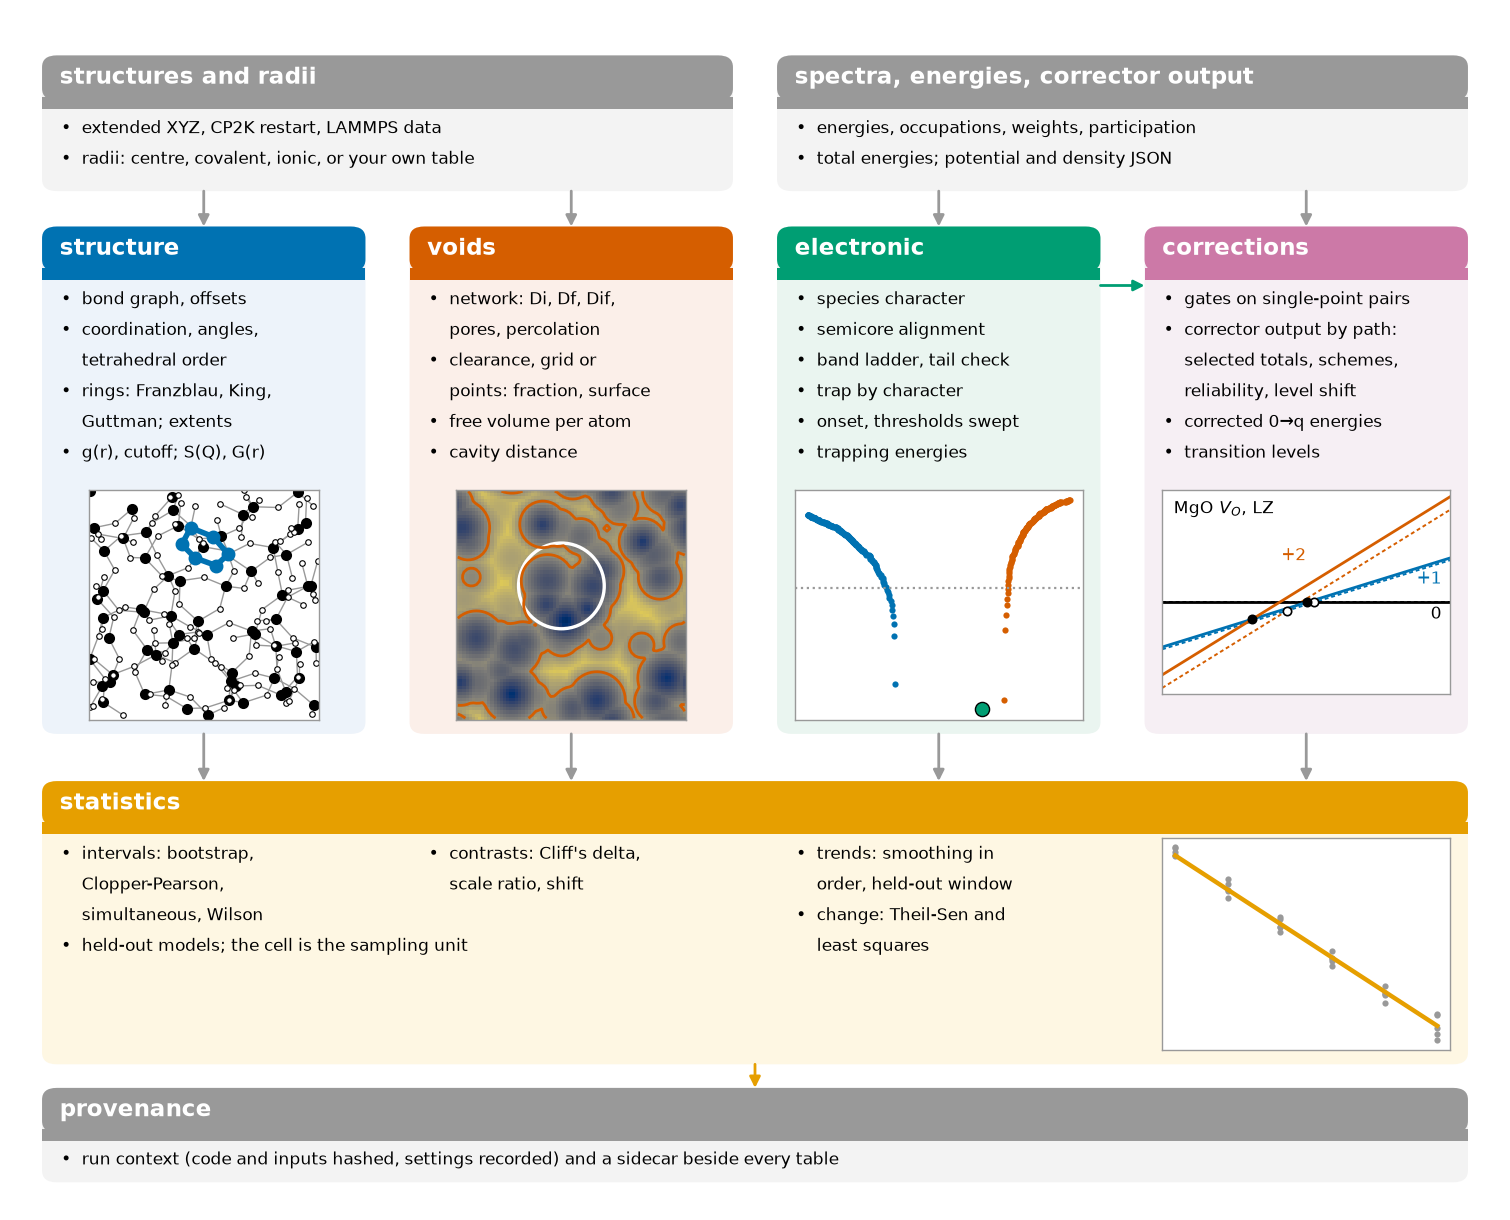 structures and radii
• extended XYZ, CP2K restart, LAMMPS data
• radii: centre, covalent, ionic, or your own table
spectra, energies, corrector output
• energies, occupations, weights, participation
• total energies; potential and density JSON
structure
• bond graph, offsets
• coordination, angles,
tetrahedral order
• rings: Franzblau, King,
Guttman; extents
• g(r), cutoff; S(Q), G(r)
voids
• network: Di, Df, Dif,
pores, percolation
• clearance, grid or
points: fraction, surface
• free volume per atom
• cavity distance
electronic
• species character
• semicore alignment
• band ladder, tail check
• trap by character
• onset, thresholds swept
• trapping energies
corrections
• gates on single-point pairs
• corrector output by path:
selected totals, schemes,
reliability, level shift
• corrected 0→q energies
• transition levels
MgO V_O, LZ
+2
+1
0
statistics
• intervals: bootstrap,
Clopper-Pearson,
simultaneous, Wilson
• held-out models; the cell is the sampling unit
• contrasts: Cliff's delta,
scale ratio, shift
• trends: smoothing in
order, held-out window
• change: Theil-Sen and
least squares
provenance
• run context (code and inputs hashed, settings recorded) and a sidecar beside every table